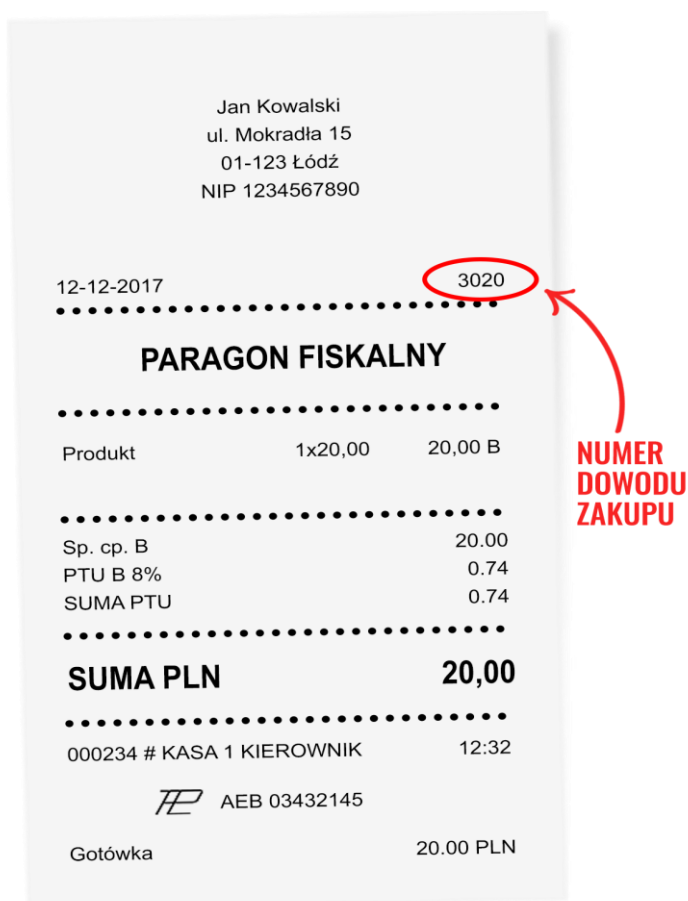 Jan Kowalski
ul. Mokradła 15
01-123 Łódź
NIP 1234567890
12-12-2017 3020
PARAGON FISKALNY
Produkt 1x20,00 20,00 B
NUMER
DOWODU
ZAKUPU
Sp. cp. B 20.00
PTU B 8% 0.74
SUMA PTU 0.74
SUMA PLN 20,00
000234 # KASA 1 KIEROWNIK 12:32
AEB 03432145
Gotówka 20.00 PLN